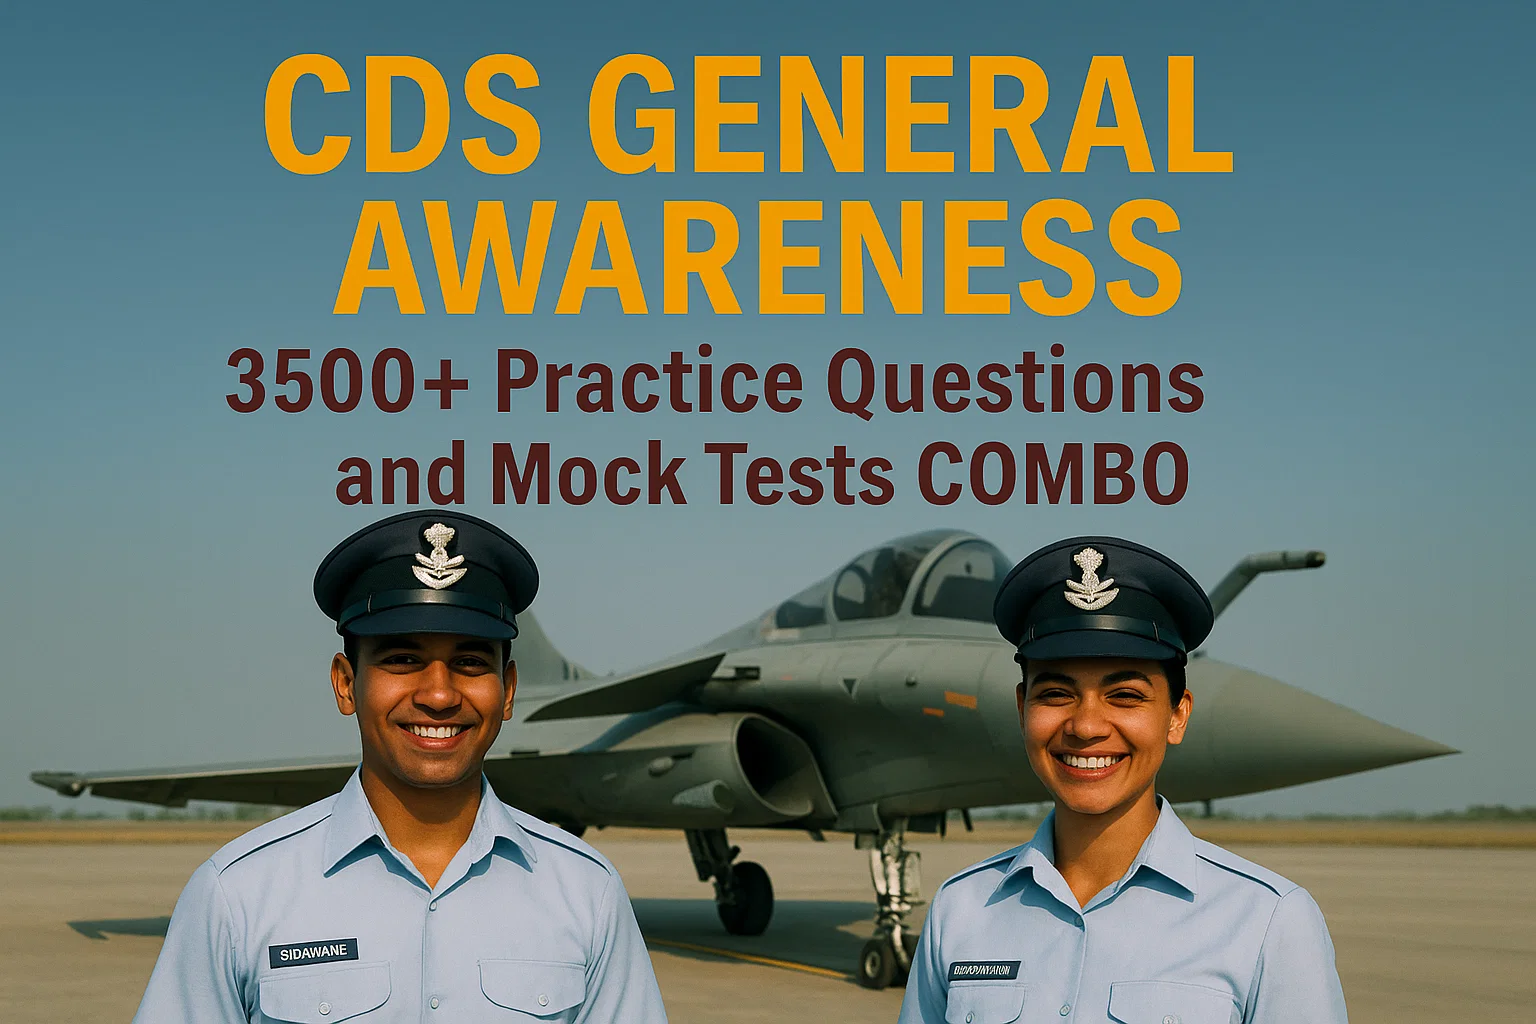 CDS GENERAL
AWARENESS
3500+ Practice Questions
and Mock Tests COMBO
SIDAWANE